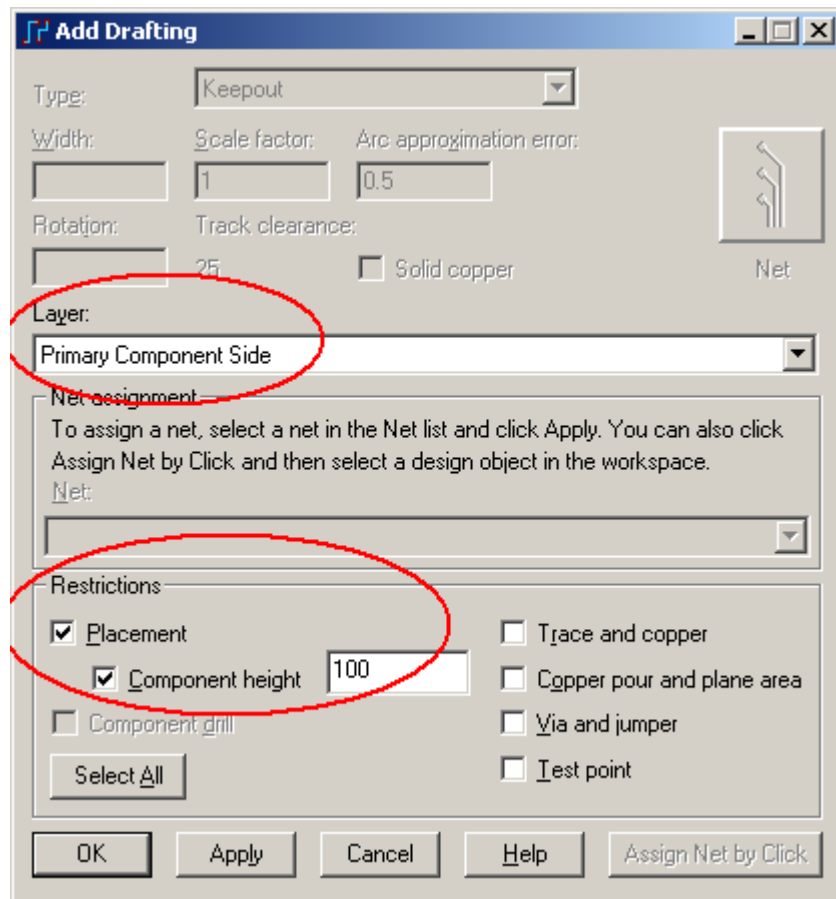 Add Drafting
Type: Keepout
Width: Scale factor: Arc approximation error:
1 0.5
Rotation: Track clearance:
25 Solid copper Net
Layer:
Primary Component Side
Net assignment
To assign a net, select a net in the Net list and click Apply. You can also click
Assign Net by Click and then select a design object in the workspace.
Net:
Restrictions
Placement Trace and copper
Component height 100 Copper pour and plane area
Component drill Via and jumper
Select All Test point
OK Apply Cancel Help Assign Net by Click